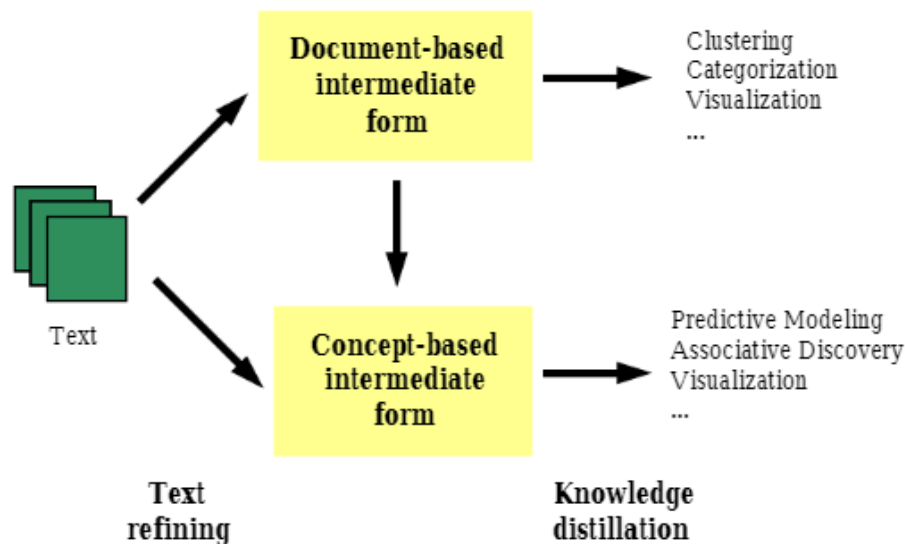 Document-based
intermediate
form
Clustering
Categorization
Visualization
...
Text
Concept-based
intermediate
form
Predictive Modeling
Associative Discovery
Visualization
...
Text
refining
Knowledge
distillation